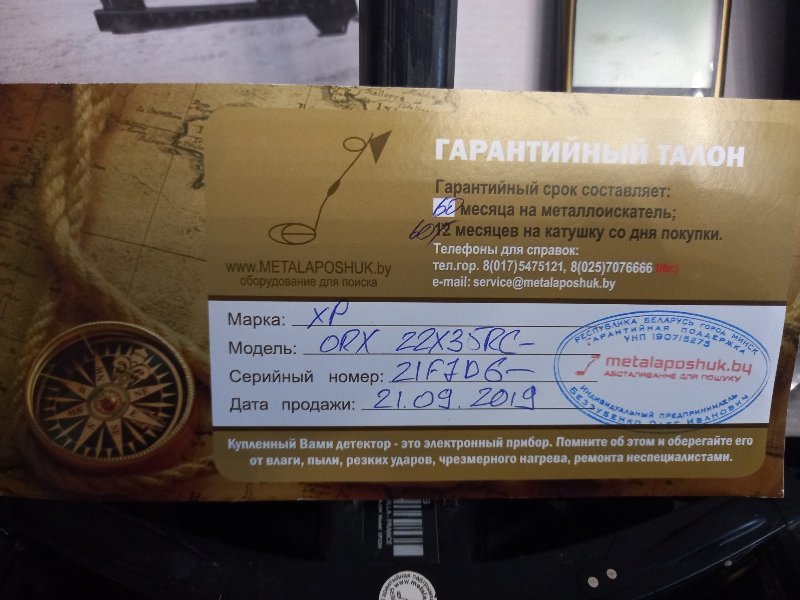 ГАРАНТИЙНЫЙ ТАЛОН
Гарантийный срок составляет:
60 месяца на металлоискатель;
месяцев на катушку со дня покупки.
Телефоны для справок:
тел.гор. 8(017)5475121, 8(025)7076666
e-mail: service@metalaposhuk.by
www.METALAPOSHUK.by
оборудование для поиска
Марка: XP
Модель: ORX 22X35RC-
Серийный номер: 21F7D6-
Дата продажи: 21.09.2019
РЕСПУБЛИКА БЕЛАРУСЬ ГОРОД МИНСК
ГАРАНТИЙНАЯ ПОДДЕРЖКА
УНП 190715275
metalaposhuk.by
АБСТАЛЯВАННЕ ДЛЯ ПОШУКУ
ИНДИВИДУАЛЬНЫЙ ПРЕДПРИНИМАТЕЛЬ
ИВАНОВИЧ
Купленный Вами детектор - это электронный прибор. Помните об этом и оберегайте его
от влаги, пыли, резких ударов, чрезмерного нагрева, ремонта неспециалистами.